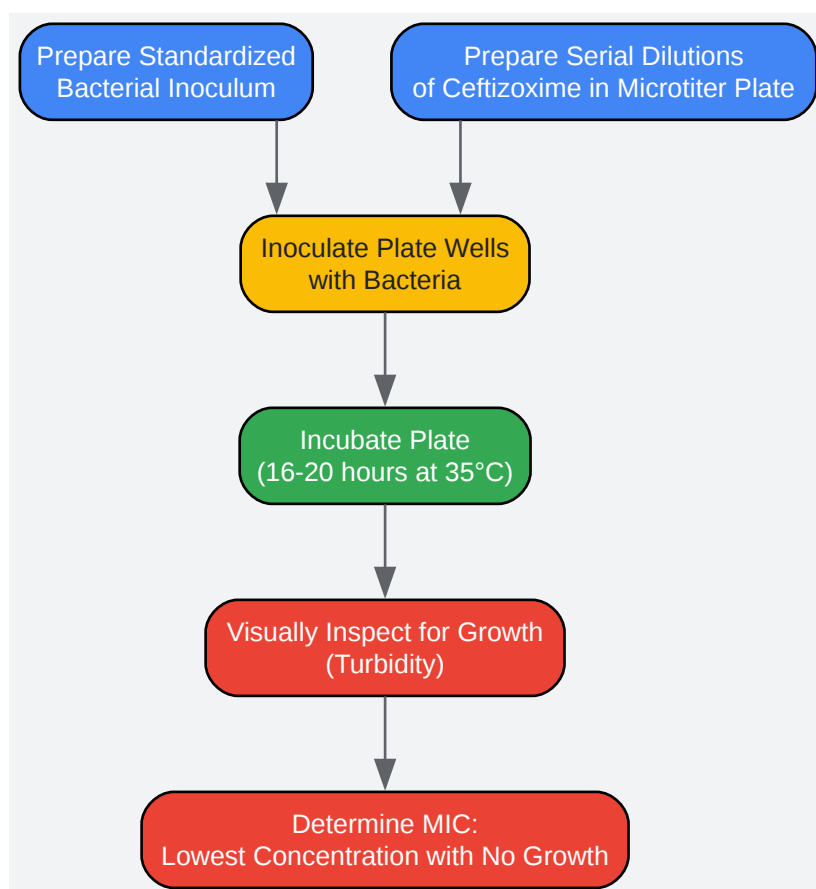 Prepare Standardized
Bacterial Inoculum
Prepare Serial Dilutions
of Ceftizoxime in Microtiter Plate
Inoculate Plate Wells
with Bacteria
Incubate Plate
(16-20 hours at 35°C)
Visually Inspect for Growth
(Turbidity)
Determine MIC:
Lowest Concentration with No Growth